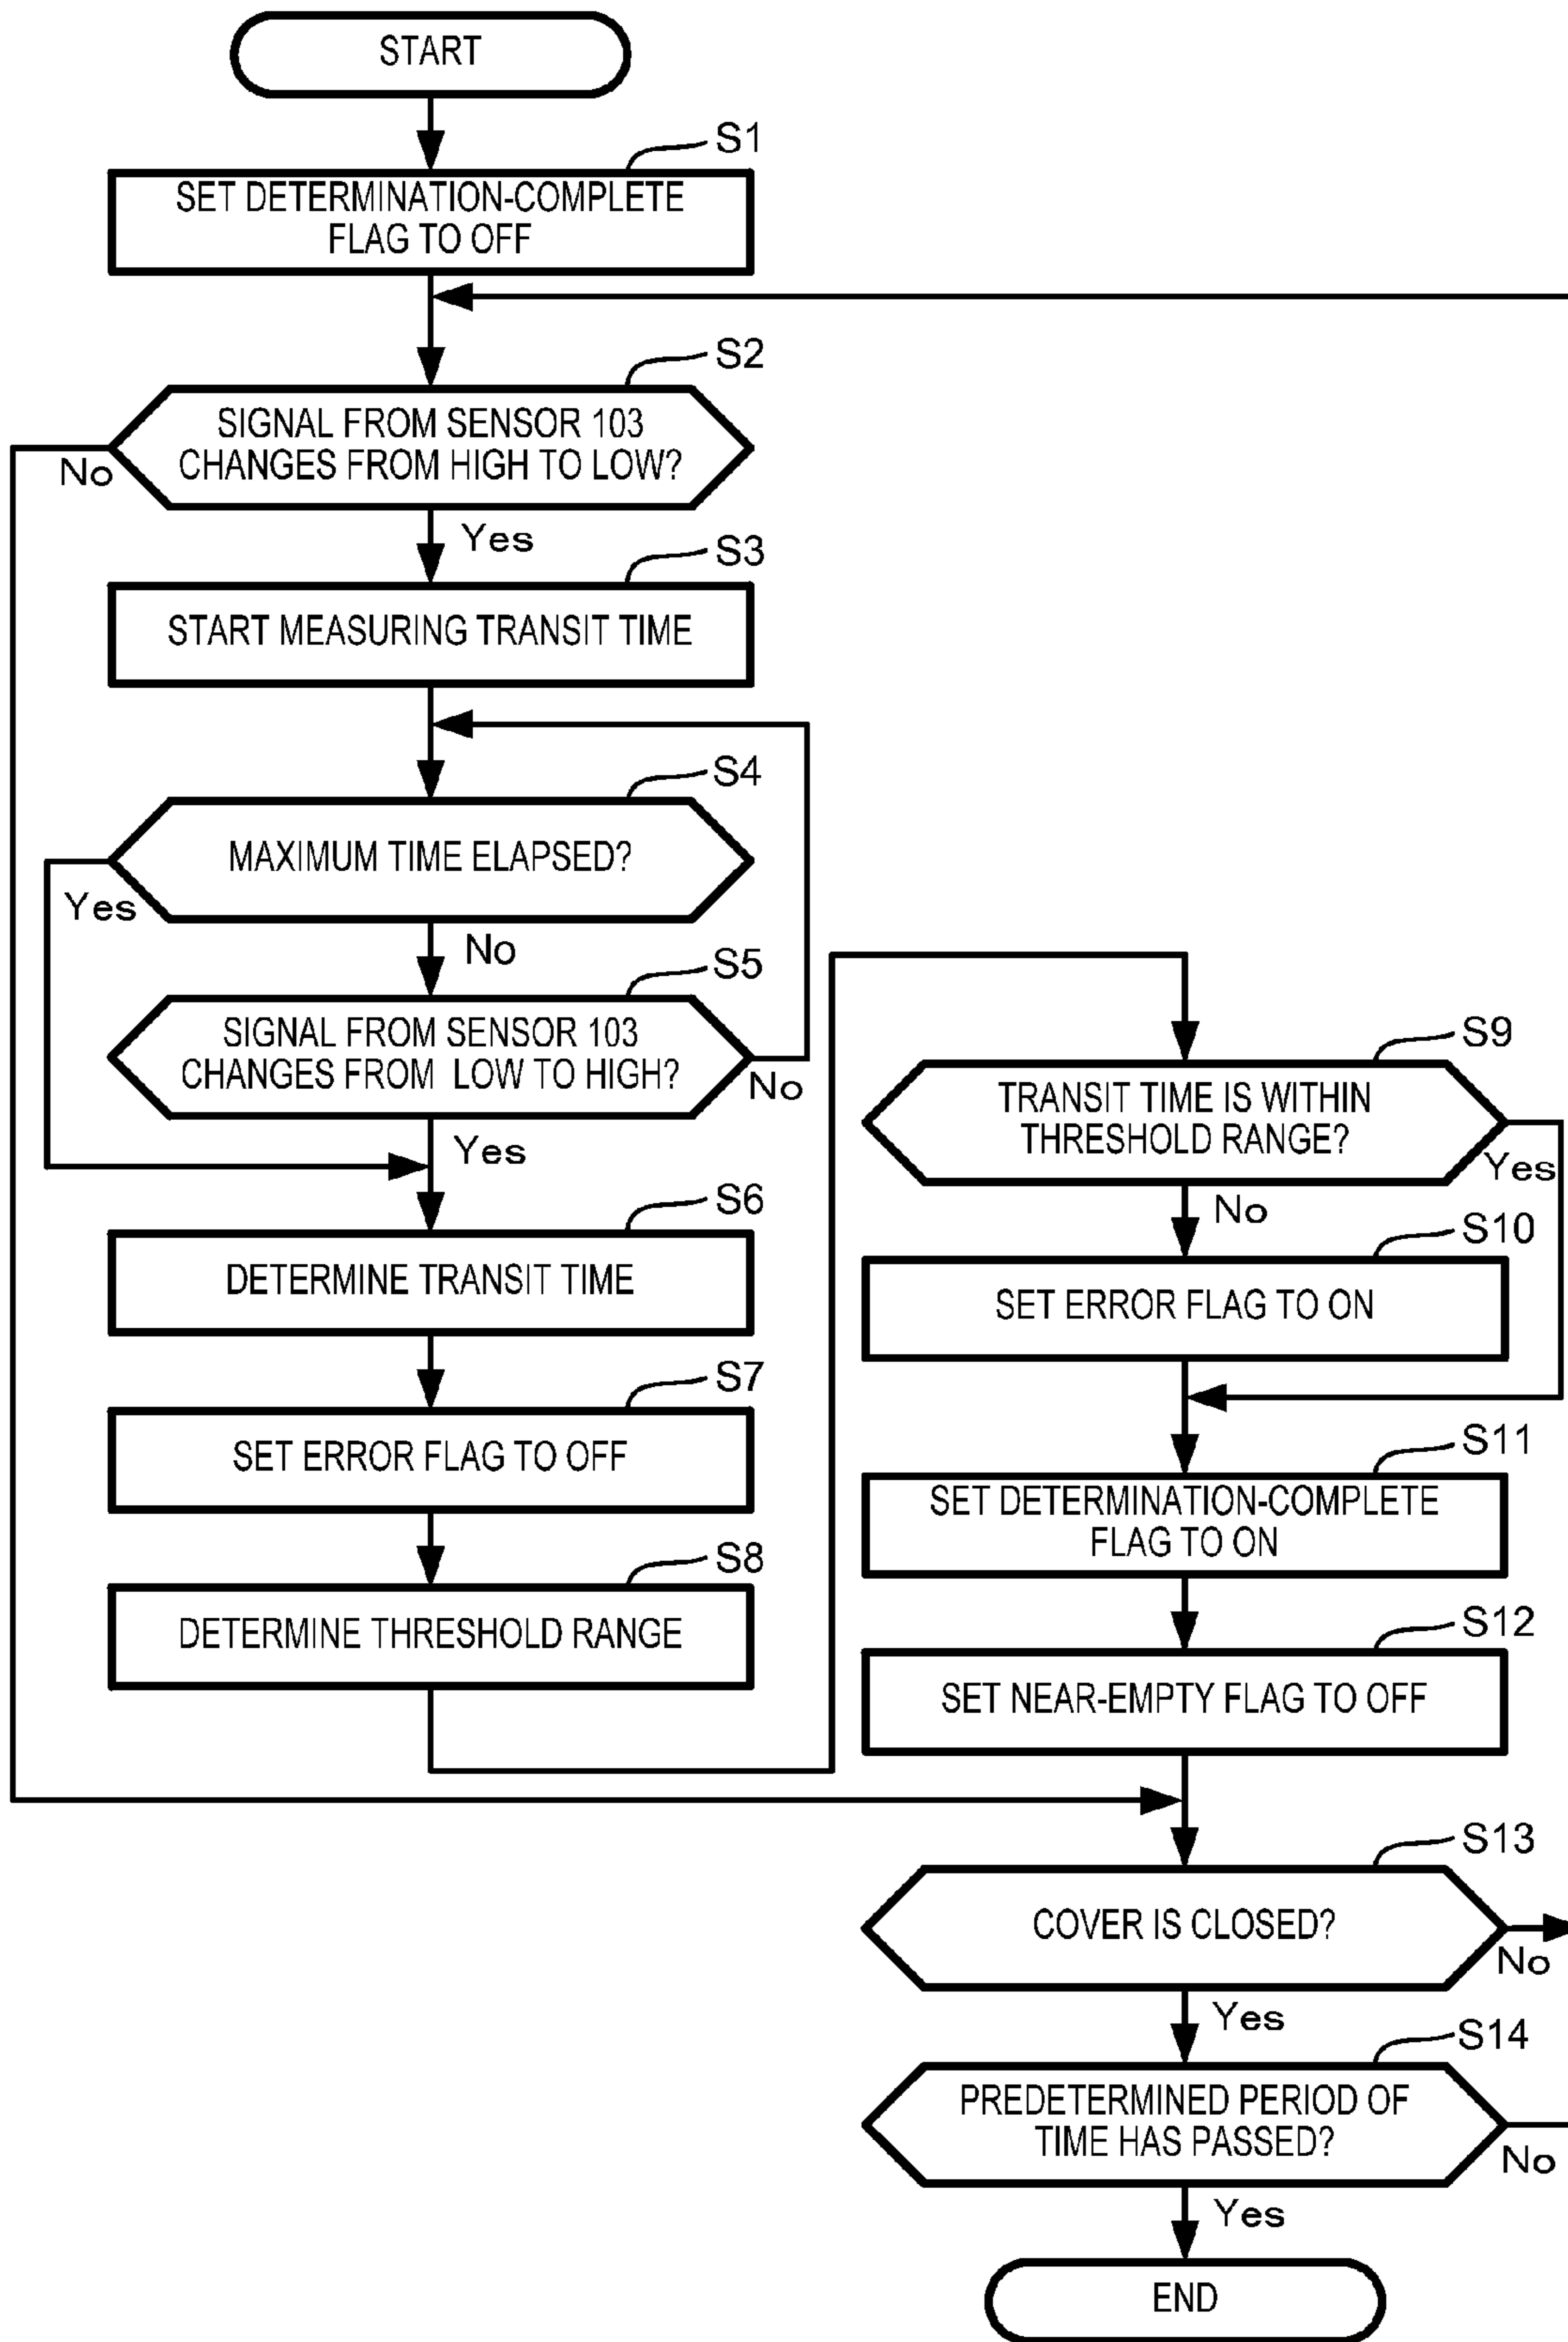 START
S1
SET DETERMINATION-COMPLETE
FLAG TO OFF
S2
SIGNAL FROM SENSOR 103
CHANGES FROM HIGH TO LOW?
No
Yes
S3
START MEASURING TRANSIT TIME
S4
MAXIMUM TIME ELAPSED?
Yes
No
S5
SIGNAL FROM SENSOR 103
CHANGES FROM LOW TO HIGH?
No
Yes
S6
DETERMINE TRANSIT TIME
S7
SET ERROR FLAG TO OFF
S8
DETERMINE THRESHOLD RANGE
S9
TRANSIT TIME IS WITHIN
THRESHOLD RANGE?
Yes
No
S10
SET ERROR FLAG TO ON
S11
SET DETERMINATION-COMPLETE
FLAG TO ON
S12
SET NEAR-EMPTY FLAG TO OFF
S13
COVER IS CLOSED?
No
Yes
S14
PREDETERMINED PERIOD OF
TIME HAS PASSED?
No
Yes
END